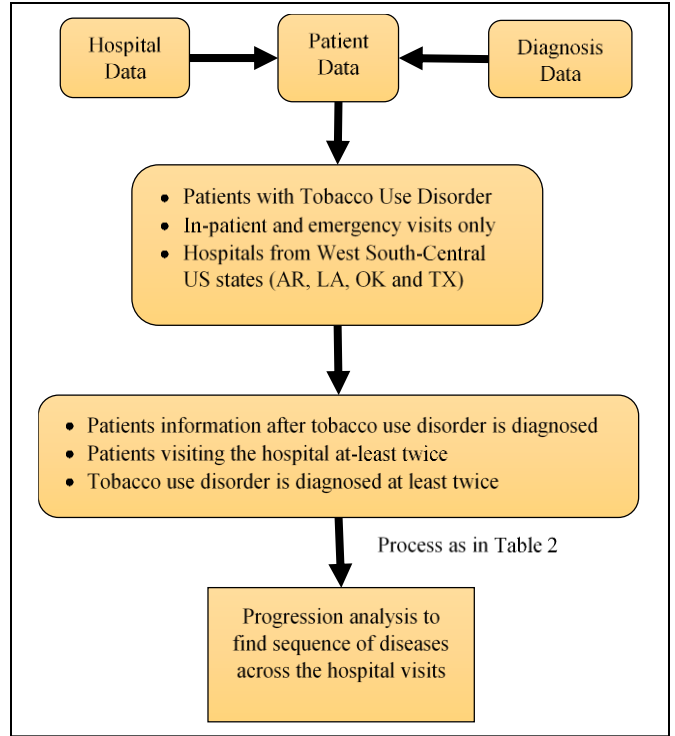 Hospital
Data
Patient
Data
Diagnosis
Data
• Patients with Tobacco Use Disorder
• In-patient and emergency visits only
• Hospitals from West South-Central
US states (AR, LA, OK and TX)
• Patients information after tobacco use disorder is diagnosed
• Patients visiting the hospital at-least twice
• Tobacco use disorder is diagnosed at least twice
Process as in Table 2
Progression analysis to
find sequence of diseases
across the hospital visits